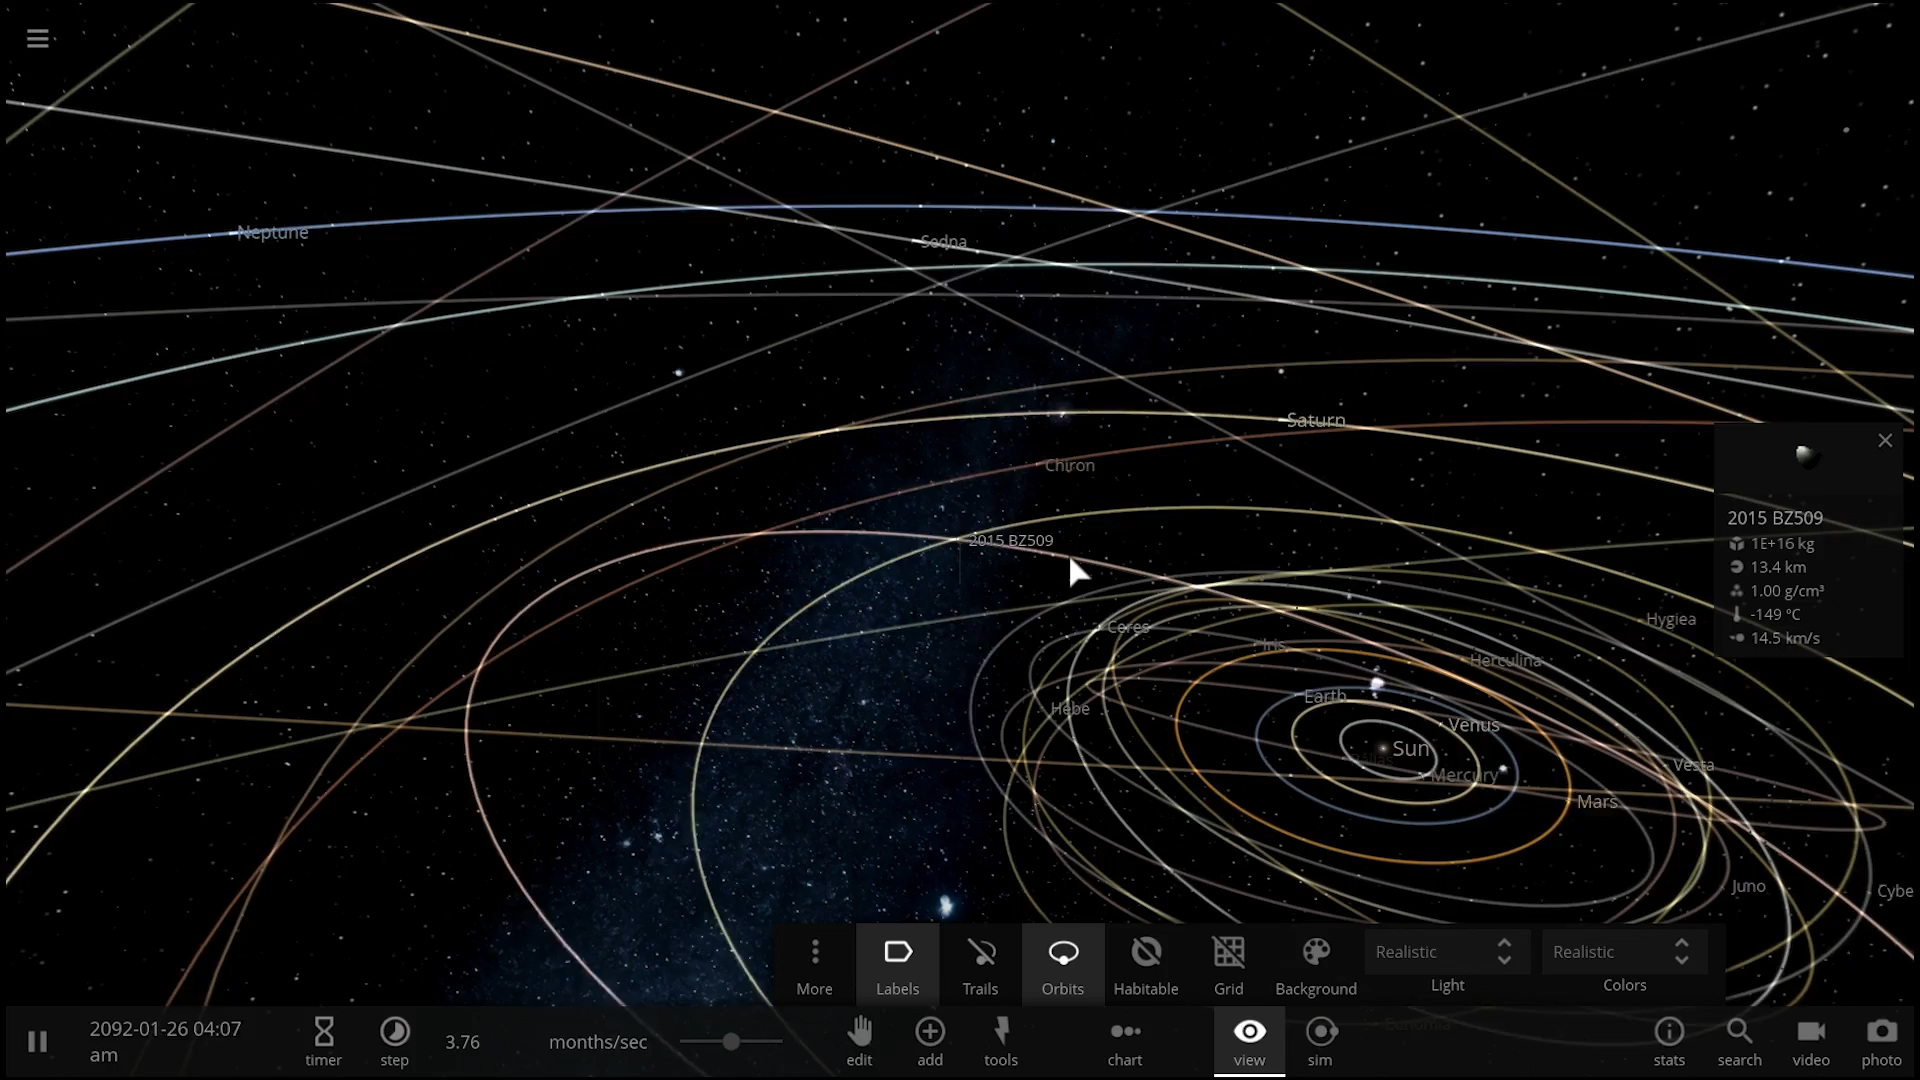 Neptune
Sedna
Saturn
Chiron
2015 BZ509
2015 BZ509
1E+16 kg
13.4 km
1.00 g/cm³
-149 °C
14.5 km/s
Ceres
Hygiea
Iris
Herculina
Earth
Hebe
Venus
Sun
Vesta
Mercury
Mars
Juno
Cybe
More
Labels
Trails
Orbits
Habitable
Grid
Background
Realistic
Light
Realistic
Colors
2092-01-26 04:07
am
timer
step
3.76
months/sec
edit
add
tools
chart
view
sim
Eunomia
stats
search
video
photo